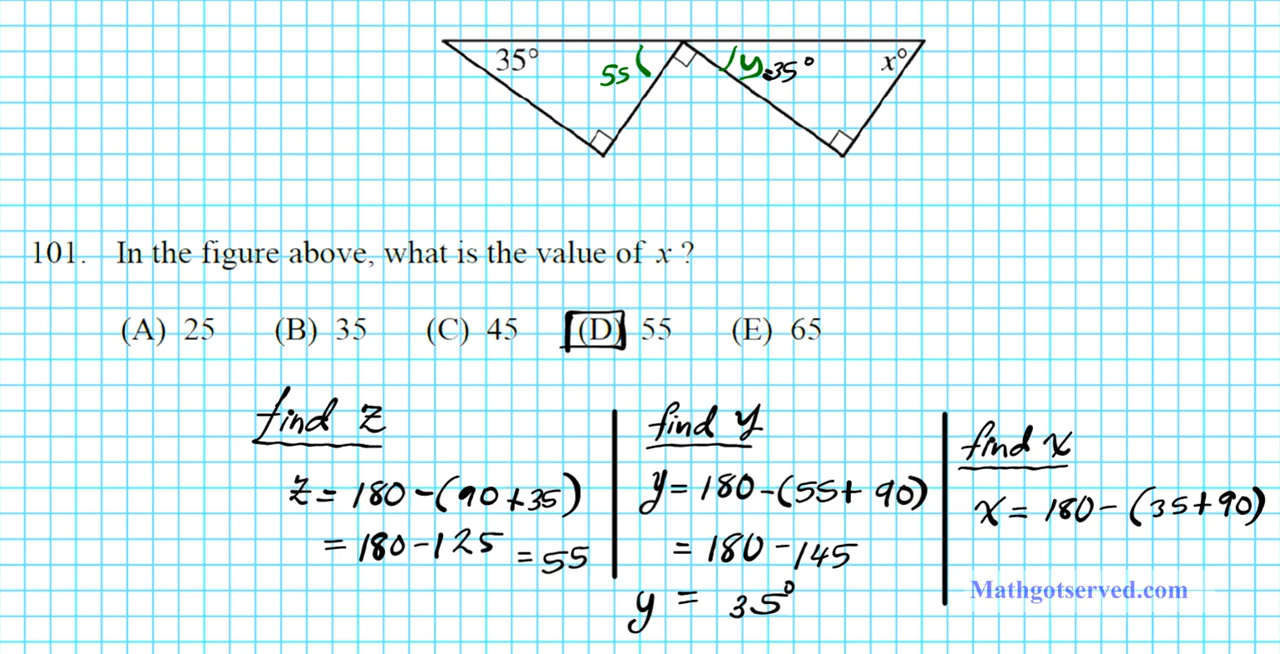 35° 55 y=35° x°
101. In the figure above, what is the value of x ?
(A) 25 (B) 35 (C) 45 (D) 55 (E) 65
find z
z = 180 - (90 + 35)
= 180 - 125 = 55
find y
y = 180 - (55 + 90)
= 180 - 145
y = 35°
find x
x = 180 - (35 + 90)
Mathgotserved.com